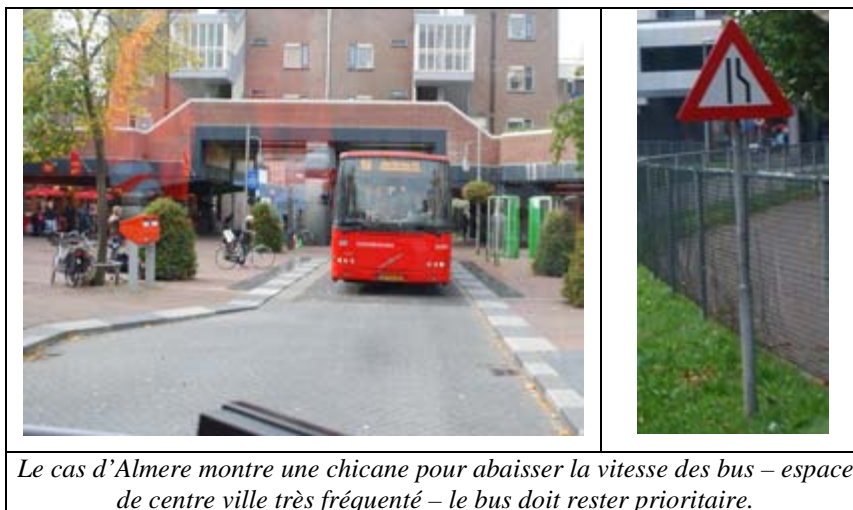 Le cas d'Almere montre une chicane pour abaisser la vitesse des bus – espace
de centre ville très fréquenté – le bus doit rester prioritaire.